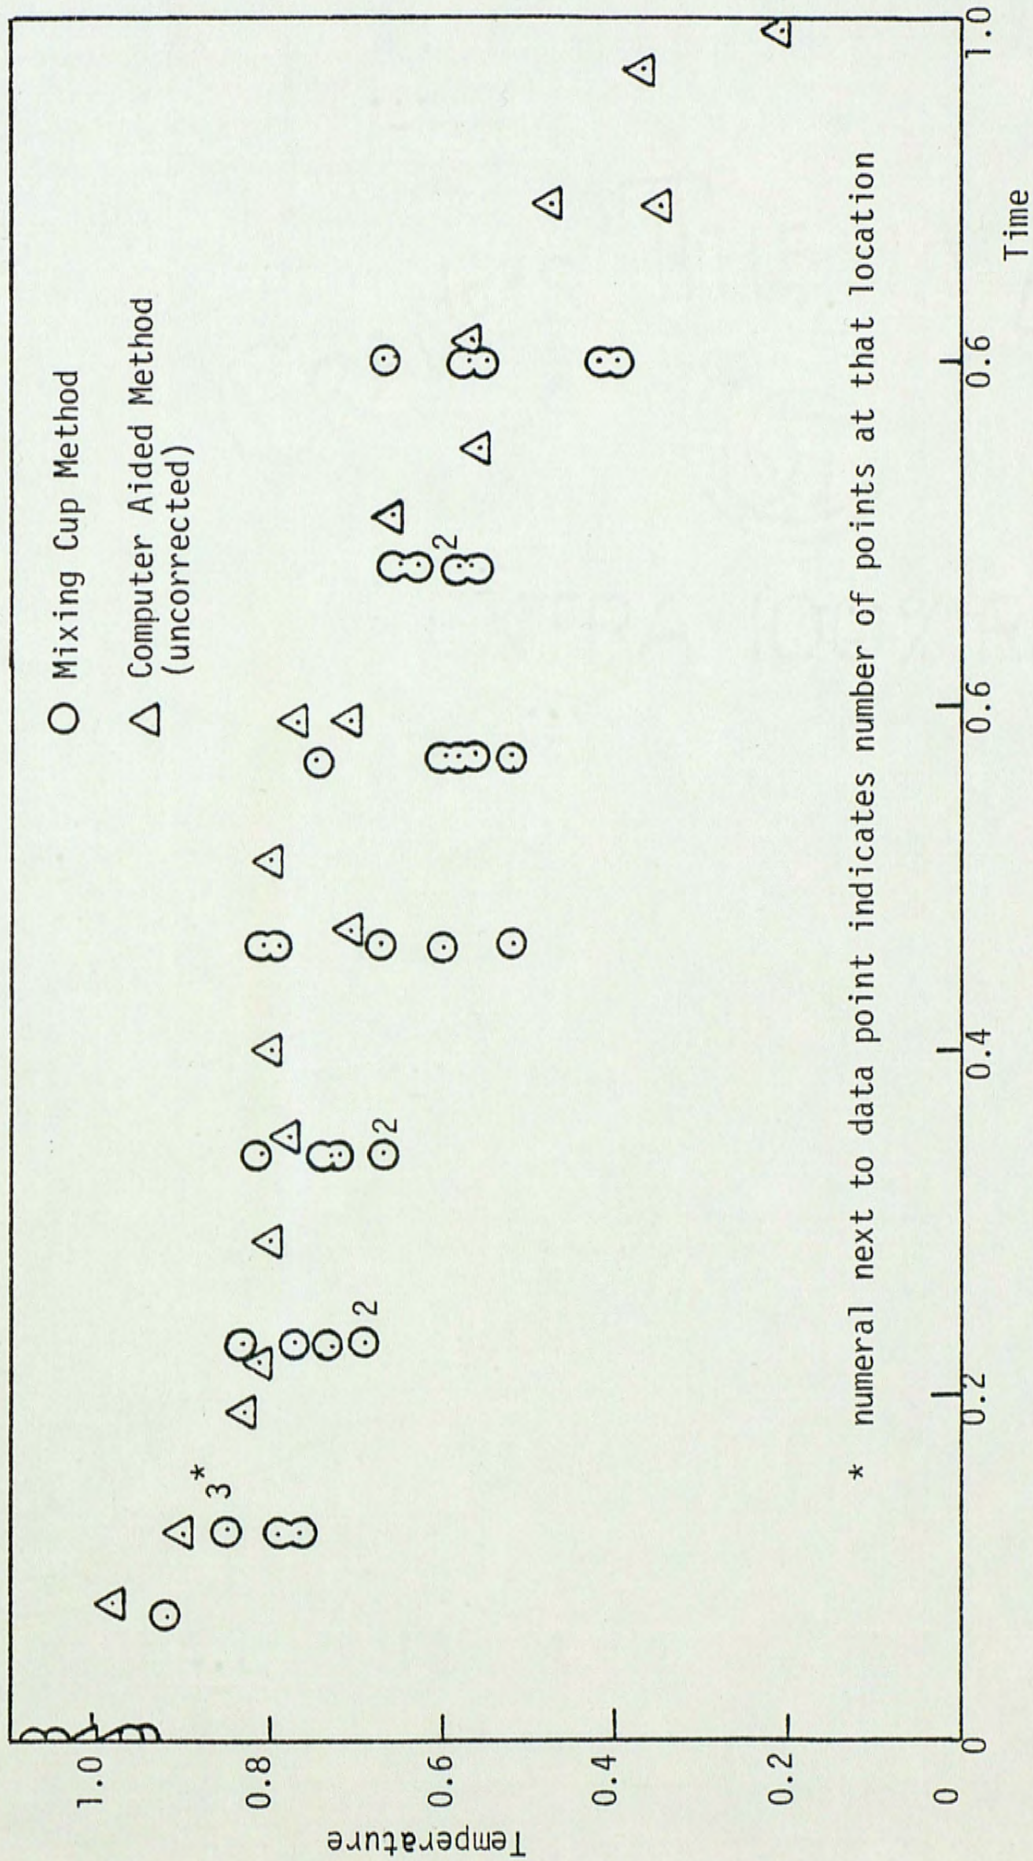 Mixing Cup Method
Computer Aided Method
(uncorrected)
Temperature
1.0
0.8
0.6
0.4
0.2
0
3*
2
2
2
* numeral next to data point indicates number of points at that location
0
0.2
0.4
0.6
0.6
1.0
Time